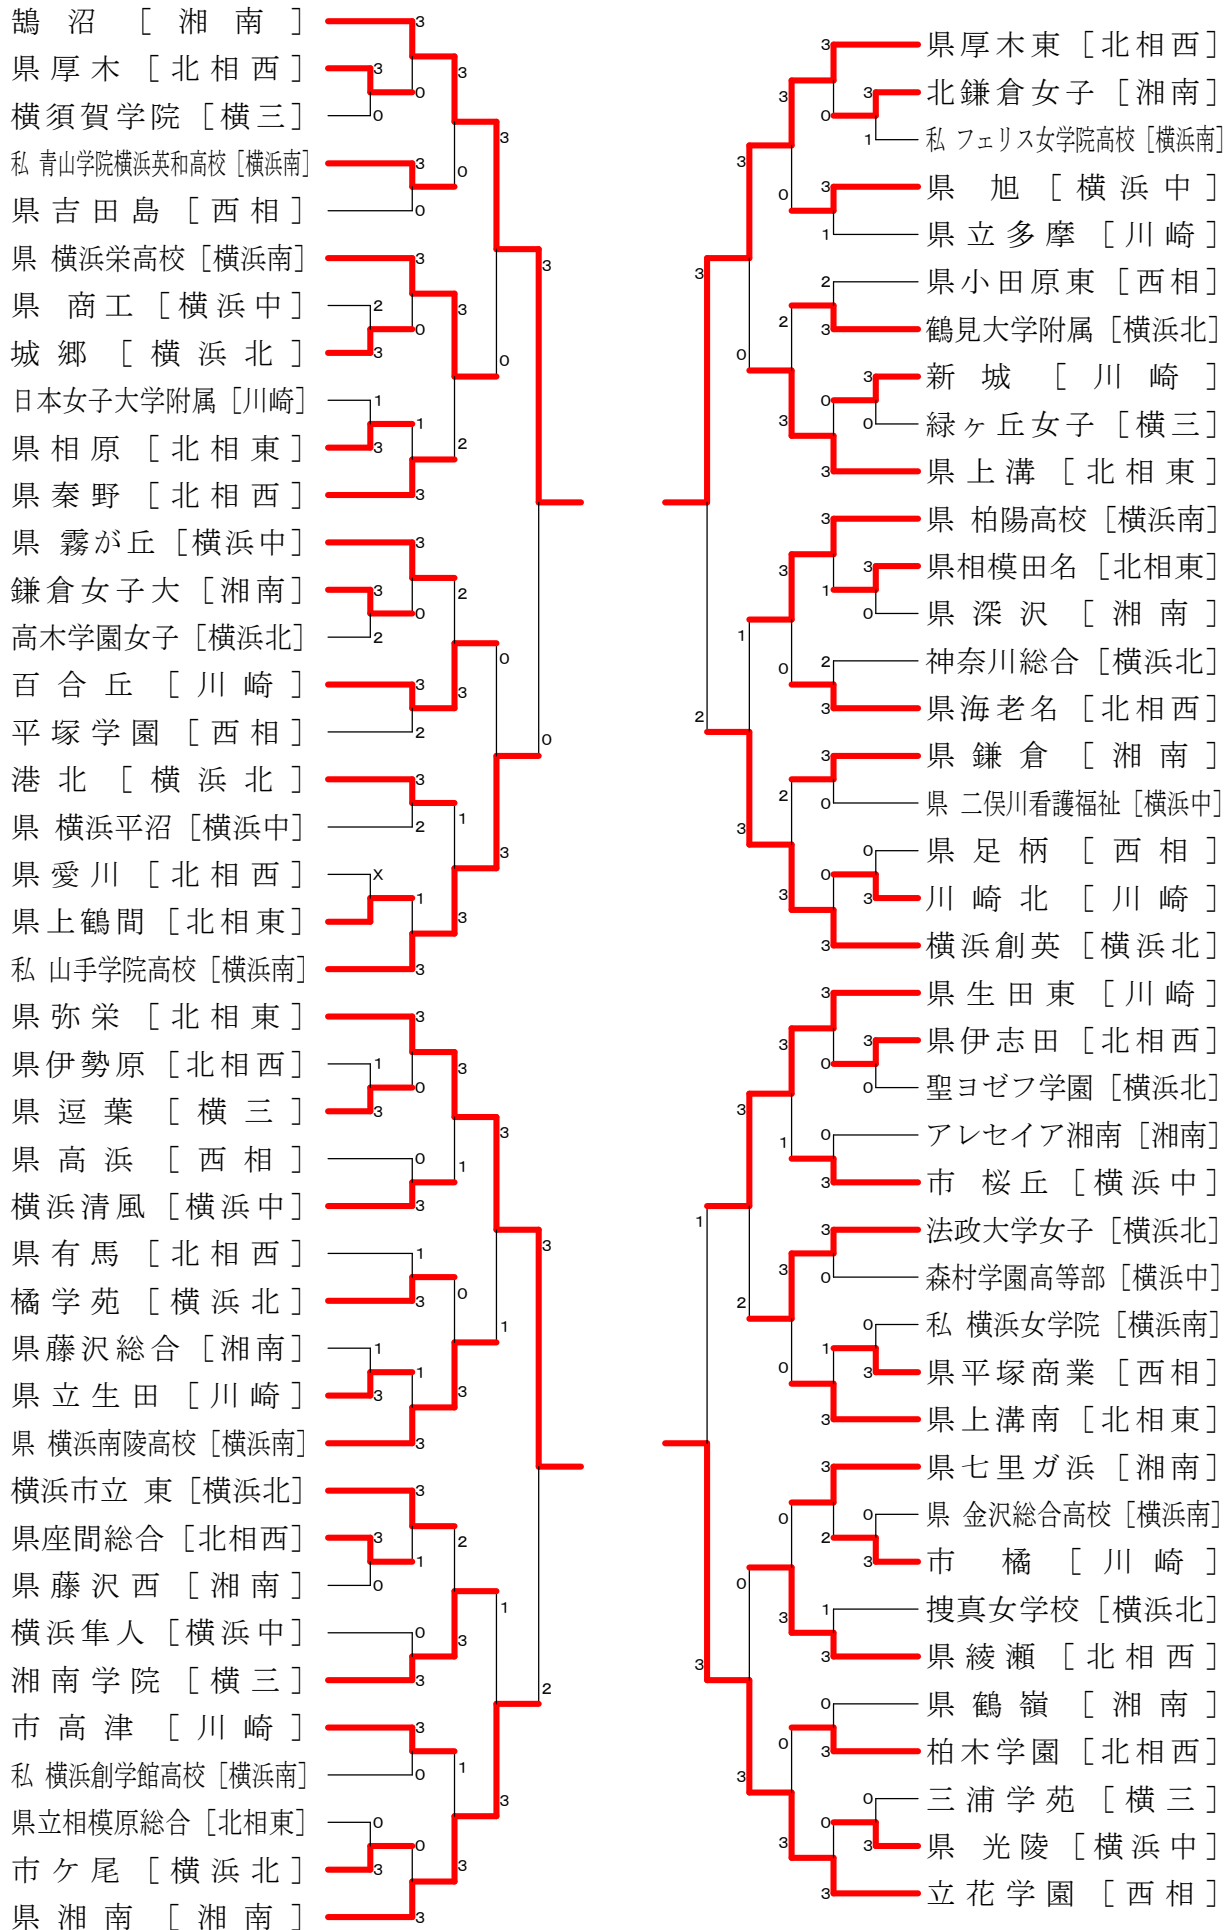 鵠沼 [湘南]
県厚木 [北相西]
横須賀学院 [横三]
私 青山学院横浜英和高校 [横浜南]
県吉田島 [西相]
県 横浜栄高校 [横浜南]
県 商工 [横浜中]
城郷 [横浜北]
日本女子大学附属 [川崎]
県相原 [北相東]
県秦野 [北相西]
県 霧が丘 [横浜中]
鎌倉女子大 [湘南]
高木学園女子 [横浜北]
百合丘 [川崎]
平塚学園 [西相]
港北 [横浜北]
県 横浜平沼 [横浜中]
県愛川 [北相西]
県上鶴間 [北相東]
私 山手学院高校 [横浜南]
県弥栄 [北相東]
県伊勢原 [北相西]
県逗葉 [横三]
県高浜 [西相]
横浜清風 [横浜中]
県有馬 [北相西]
橘学苑 [横浜北]
県藤沢総合 [湘南]
県立生田 [川崎]
県 横浜南陵高校 [横浜南]
横浜市立 東 [横浜北]
県座間総合 [北相西]
県藤沢西 [湘南]
横浜隼人 [横浜中]
湘南学院 [横三]
市高津 [川崎]
私 横浜創学館高校 [横浜南]
県立相模原総合 [北相東]
市ケ尾 [横浜北]
県湘南 [湘南]
県厚木東 [北相西]
北鎌倉女子 [湘南]
私 フェリス女学院高校 [横浜南]
県 旭 [横浜中]
県立多摩 [川崎]
県小田原東 [西相]
鶴見大学附属 [横浜北]
新城 [川崎]
緑ヶ丘女子 [横三]
県上溝 [北相東]
県 柏陽高校 [横浜南]
県相模田名 [北相東]
県深沢 [湘南]
神奈川総合 [横浜北]
県海老名 [北相西]
県鎌倉 [湘南]
県 二俣川看護福祉 [横浜中]
県足柄 [西相]
川崎北 [川崎]
横浜創英 [横浜北]
県生田東 [川崎]
県伊志田 [北相西]
聖ヨゼフ学園 [横浜北]
アレセイア湘南 [湘南]
市 桜丘 [横浜中]
法政大学女子 [横浜北]
森村学園高等部 [横浜中]
私 横浜女学院 [横浜南]
県平塚商業 [西相]
県上溝南 [北相東]
県七里ガ浜 [湘南]
県 金沢総合高校 [横浜南]
市 橘 [川崎]
捜真女学校 [横浜北]
県綾瀬 [北相西]
県鶴嶺 [湘南]
柏木学園 [北相西]
三浦学苑 [横三]
県 光陵 [横浜中]
立花学園 [西相]